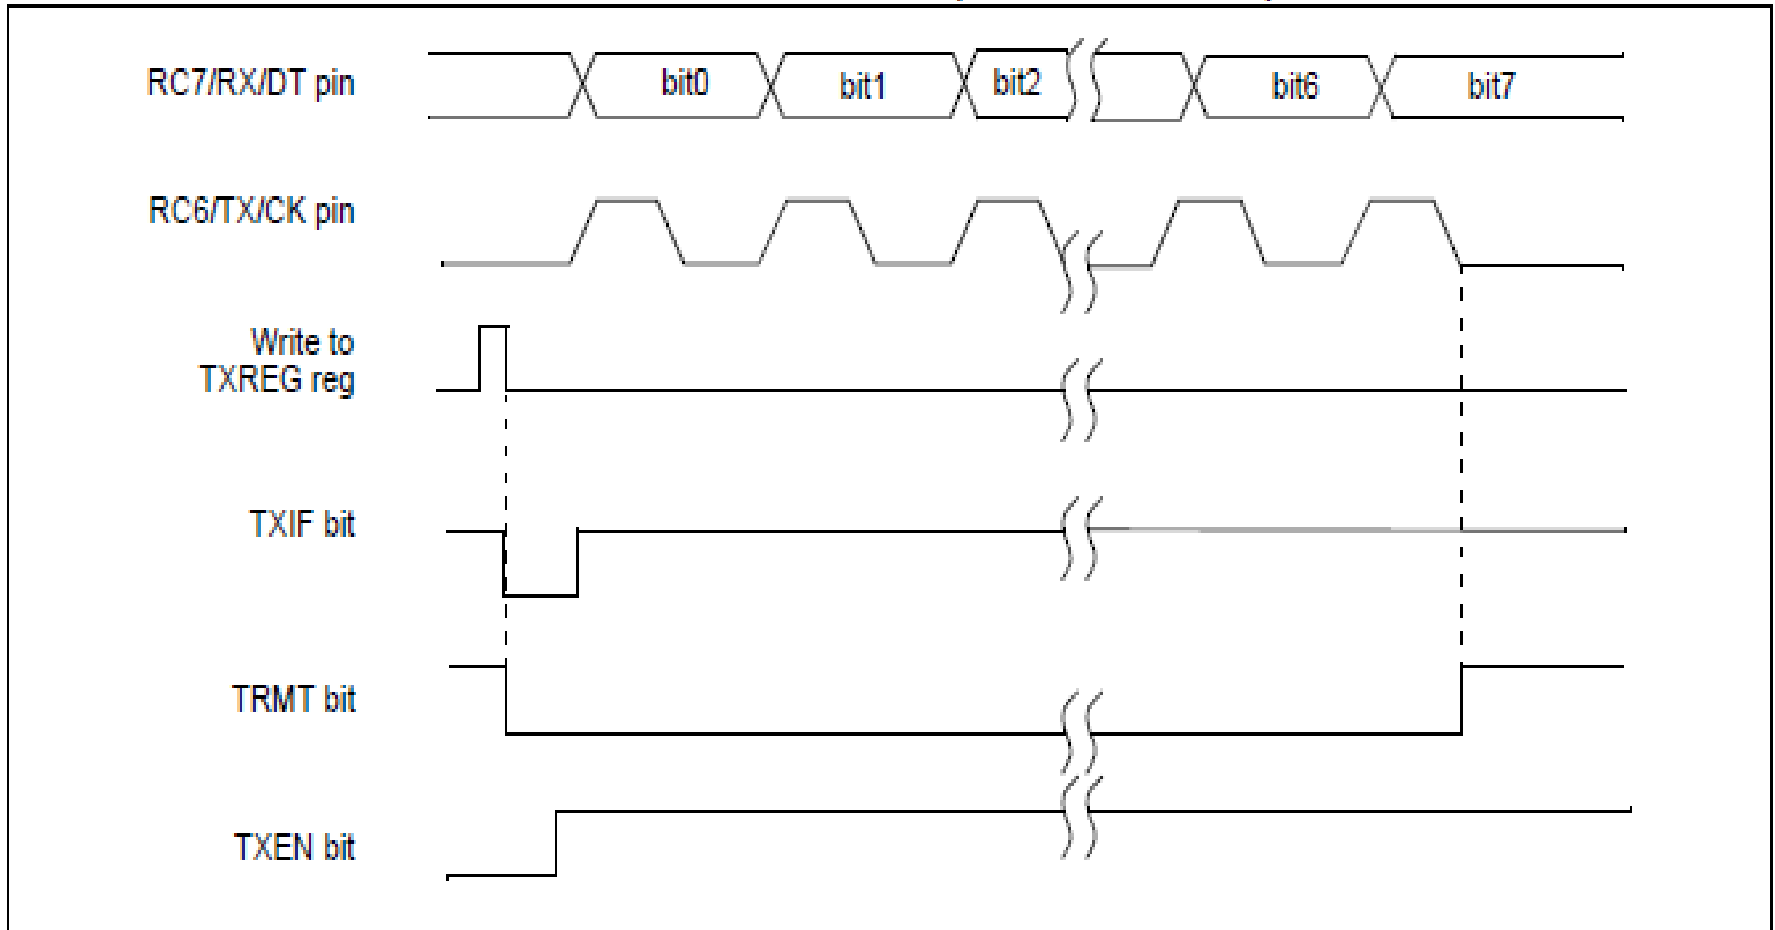 RC7/RX/DT pin
bit0 bit1 bit2 bit6 bit7
RC6/TX/CK pin
Write to
TXREG reg
TXIF bit
TRMT bit
TXEN bit